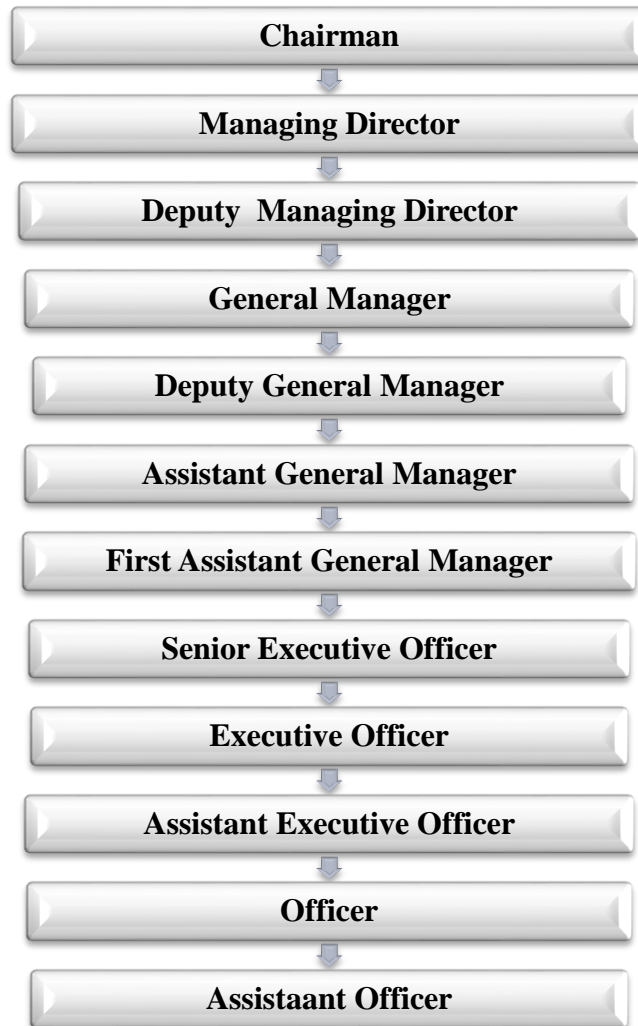 Chairman
Managing Director
Deputy Managing Director
General Manager
Deputy General Manager
Assistant General Manager
First Assistant General Manager
Senior Executive Officer
Executive Officer
Assistant Executive Officer
Officer
Assistaant Officer